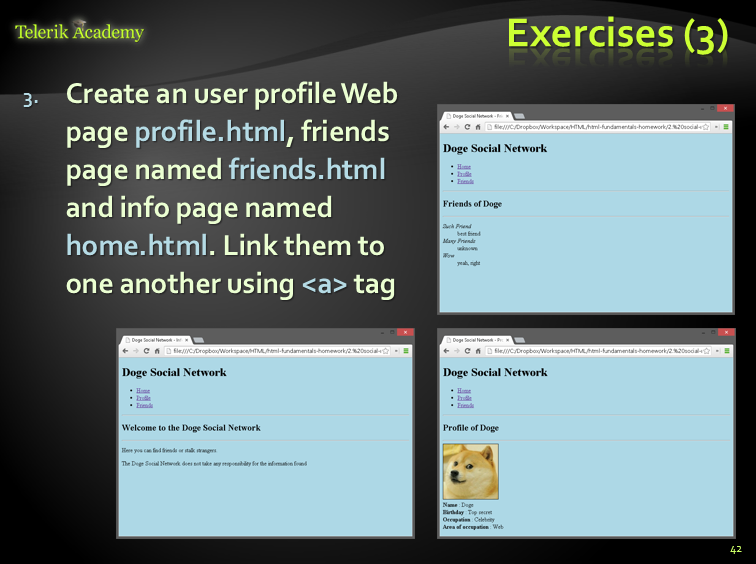 Telerik Academy
Exercises (3)
3. Create an user profile Web
page profile.html, friends
page named friends.html
and info page named
home.html. Link them to
one another using <a> tag
Doge Social Network - Fr
file:///C:/Dropbox/Workspace/HTML/html-fundamentals-homework/2.%20social-
Doge Social Network
Home
Profile
Friends
Friends of Doge
Such Friend
best friend
Many Friends
unknown
Wow
yeah, right
Doge Social Network
file:///C:/Dropbox/Workspace/HTML/html-fundamentals-homework/2.%20social-
Doge Social Network
Home
Profile
Friends
Welcome to the Doge Social Network
Here you can find friends or stalk strangers.
The Doge Social Network does not take any responsibility for the information found
Doge Social Network - Pr
file:///C:/Dropbox/Workspace/HTML/html-fundamentals-homework/2.%20social-
Doge Social Network
Home
Profile
Friends
Profile of Doge
Name : Doge
Birthday : Top secret
Occupation : Celebrity
Area of occupation : Web
42